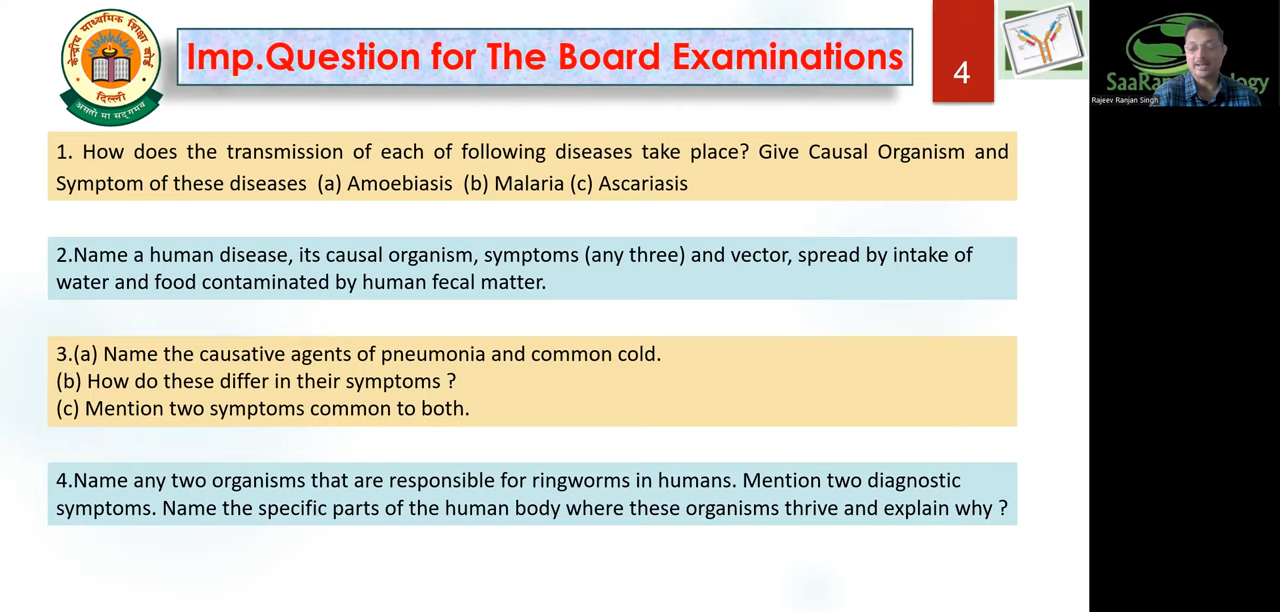 केन्द्रीय माध्यमिक शिक्षा बोर्ड
दिल्ली
असतो मा सद्गमय
Imp.Question for The Board Examinations
4
Rajeev Ranjan Singh
1. How does the transmission of each of following diseases take place? Give Causal Organism and
Symptom of these diseases (a) Amoebiasis (b) Malaria (c) Ascariasis
2.Name a human disease, its causal organism, symptoms (any three) and vector, spread by intake of
water and food contaminated by human fecal matter.
3.(a) Name the causative agents of pneumonia and common cold.
(b) How do these differ in their symptoms ?
(c) Mention two symptoms common to both.
4.Name any two organisms that are responsible for ringworms in humans. Mention two diagnostic
symptoms. Name the specific parts of the human body where these organisms thrive and explain why ?